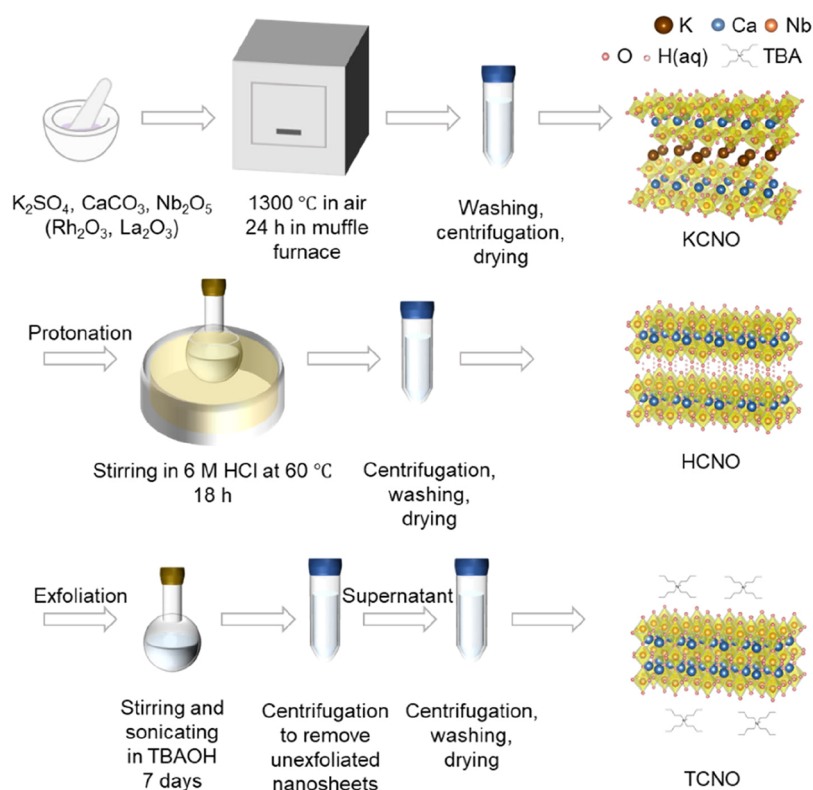 K Ca Nb
O H(aq) TBA
K₂SO₄, CaCO₃, Nb₂O₅
(Rh₂O₃, La₂O₃)
1300 ℃ in air
24 h in muffle
furnace
Washing,
centrifugation,
drying
KCNO
Protonation
Stirring in 6 M HCl at 60 ℃
18 h
Centrifugation,
washing,
drying
HCNO
Exfoliation
Stirring and
sonicating
in TBAOH
7 days
Centrifugation
to remove
unexfoliated
nanosheets
Supernatant
Centrifugation,
washing,
drying
TCNO